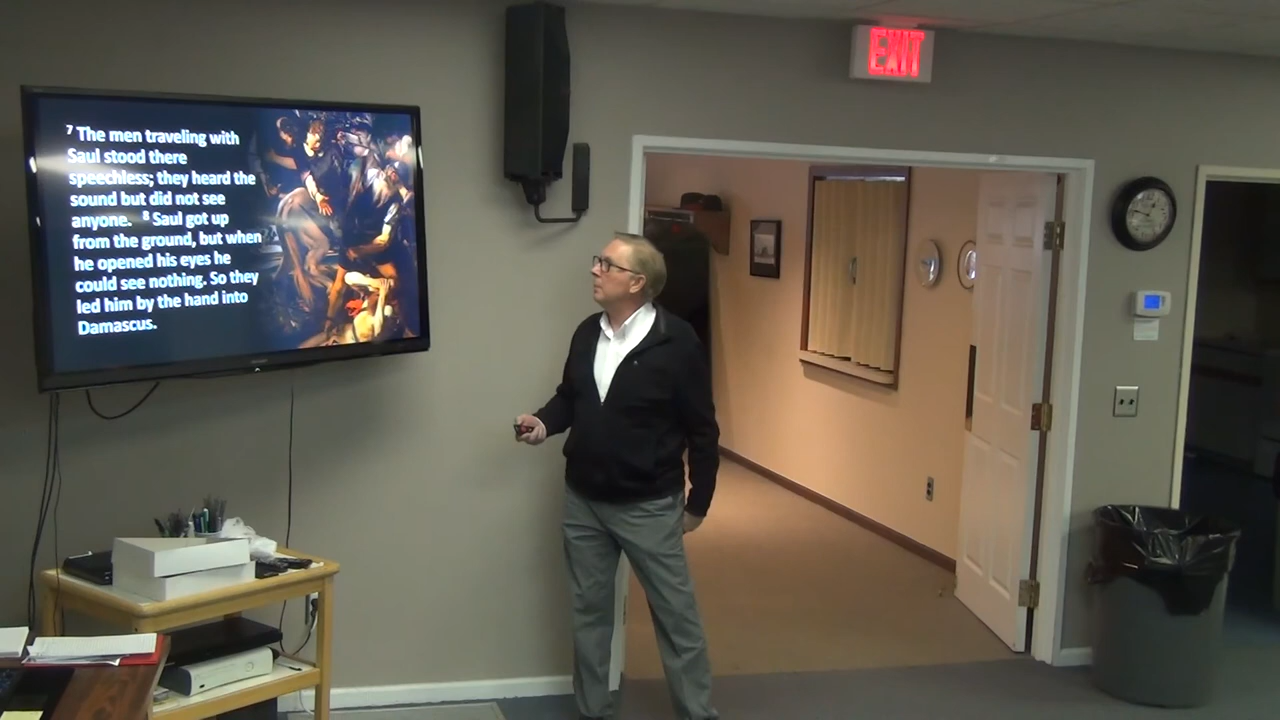 ⁷ The men traveling with
Saul stood there
speechless; they heard the
sound but did not see
anyone. ⁸ Saul got up
from the ground, but when
he opened his eyes he
could see nothing. So they
led him by the hand into
Damascus.
EXIT